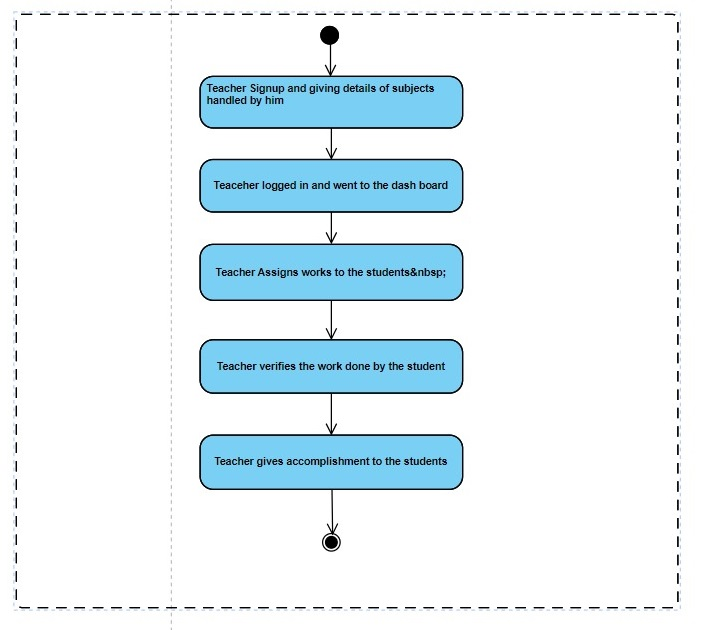 Teacher Signup and giving details of subjects
handled by him
Teaceher logged in and went to the dash board
Teacher Assigns works to the students&nbsp;
Teacher verifies the work done by the student
Teacher gives accomplishment to the students